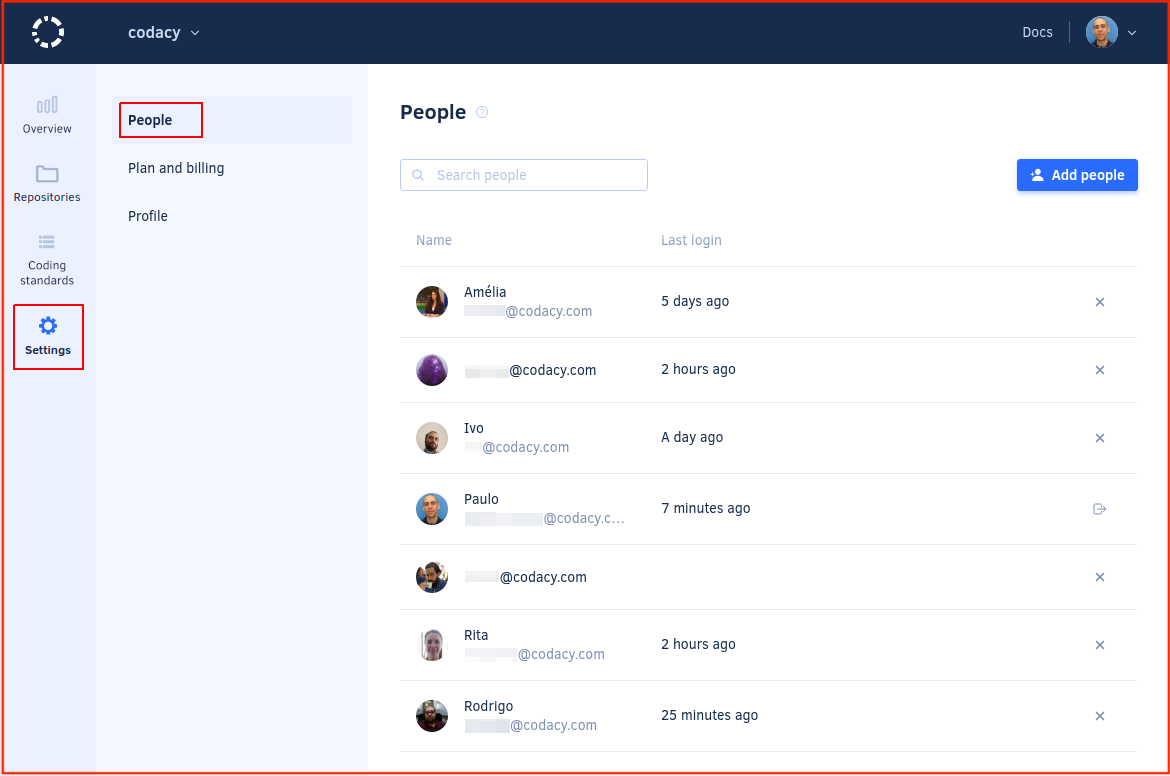 codacy
Docs
Overview
Repositories
Coding
standards
Settings
People
Plan and billing
Profile
People
?
Search people
Add people
Name
Last login
Amélia
@codacy.com
5 days ago
@codacy.com
2 hours ago
Ivo
@codacy.com
A day ago
Paulo
@codacy.c...
7 minutes ago
@codacy.com
Rita
@codacy.com
2 hours ago
Rodrigo
@codacy.com
25 minutes ago